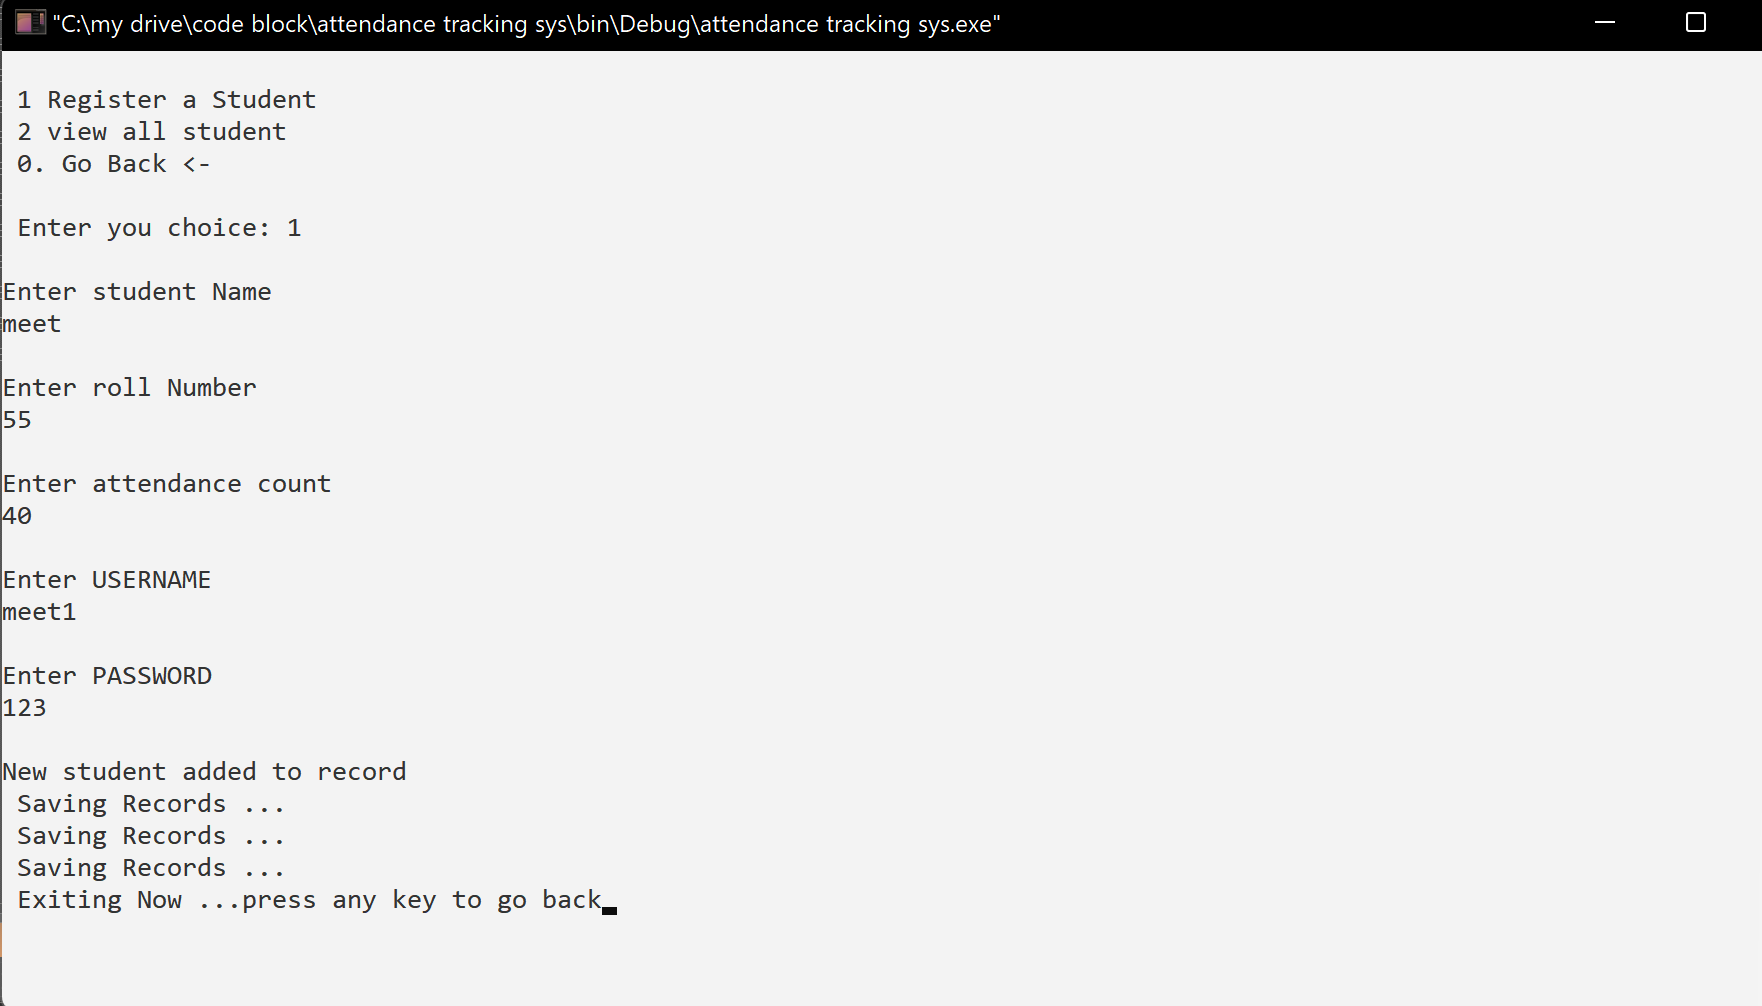 "C:\my drive\code block\attendance tracking sys\bin\Debug\attendance tracking sys.exe"
1 Register a Student
2 view all student
0. Go Back <-
Enter you choice: 1
Enter student Name
meet
Enter roll Number
55
Enter attendance count
40
Enter USERNAME
meet1
Enter PASSWORD
123
New student added to record
Saving Records ...
Saving Records ...
Saving Records ...
Exiting Now ...press any key to go back